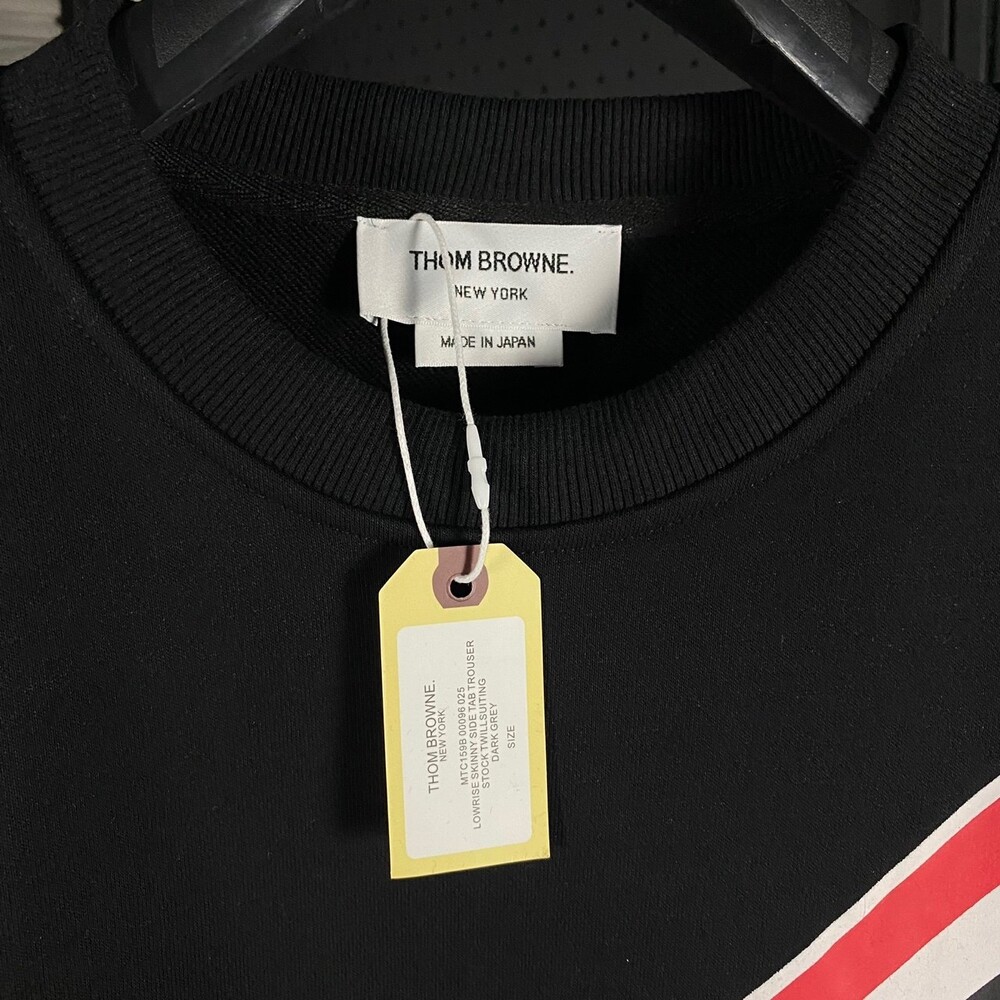 THOM BROWNE.
NEW YORK
MADE IN JAPAN
THOM BROWNE.
NEW YORK
MTC159B 00096 025
LOWRISE SKINNY SIDE TAB TROUSER
STOCK TWILLSUITING
DARK GREY
SIZE